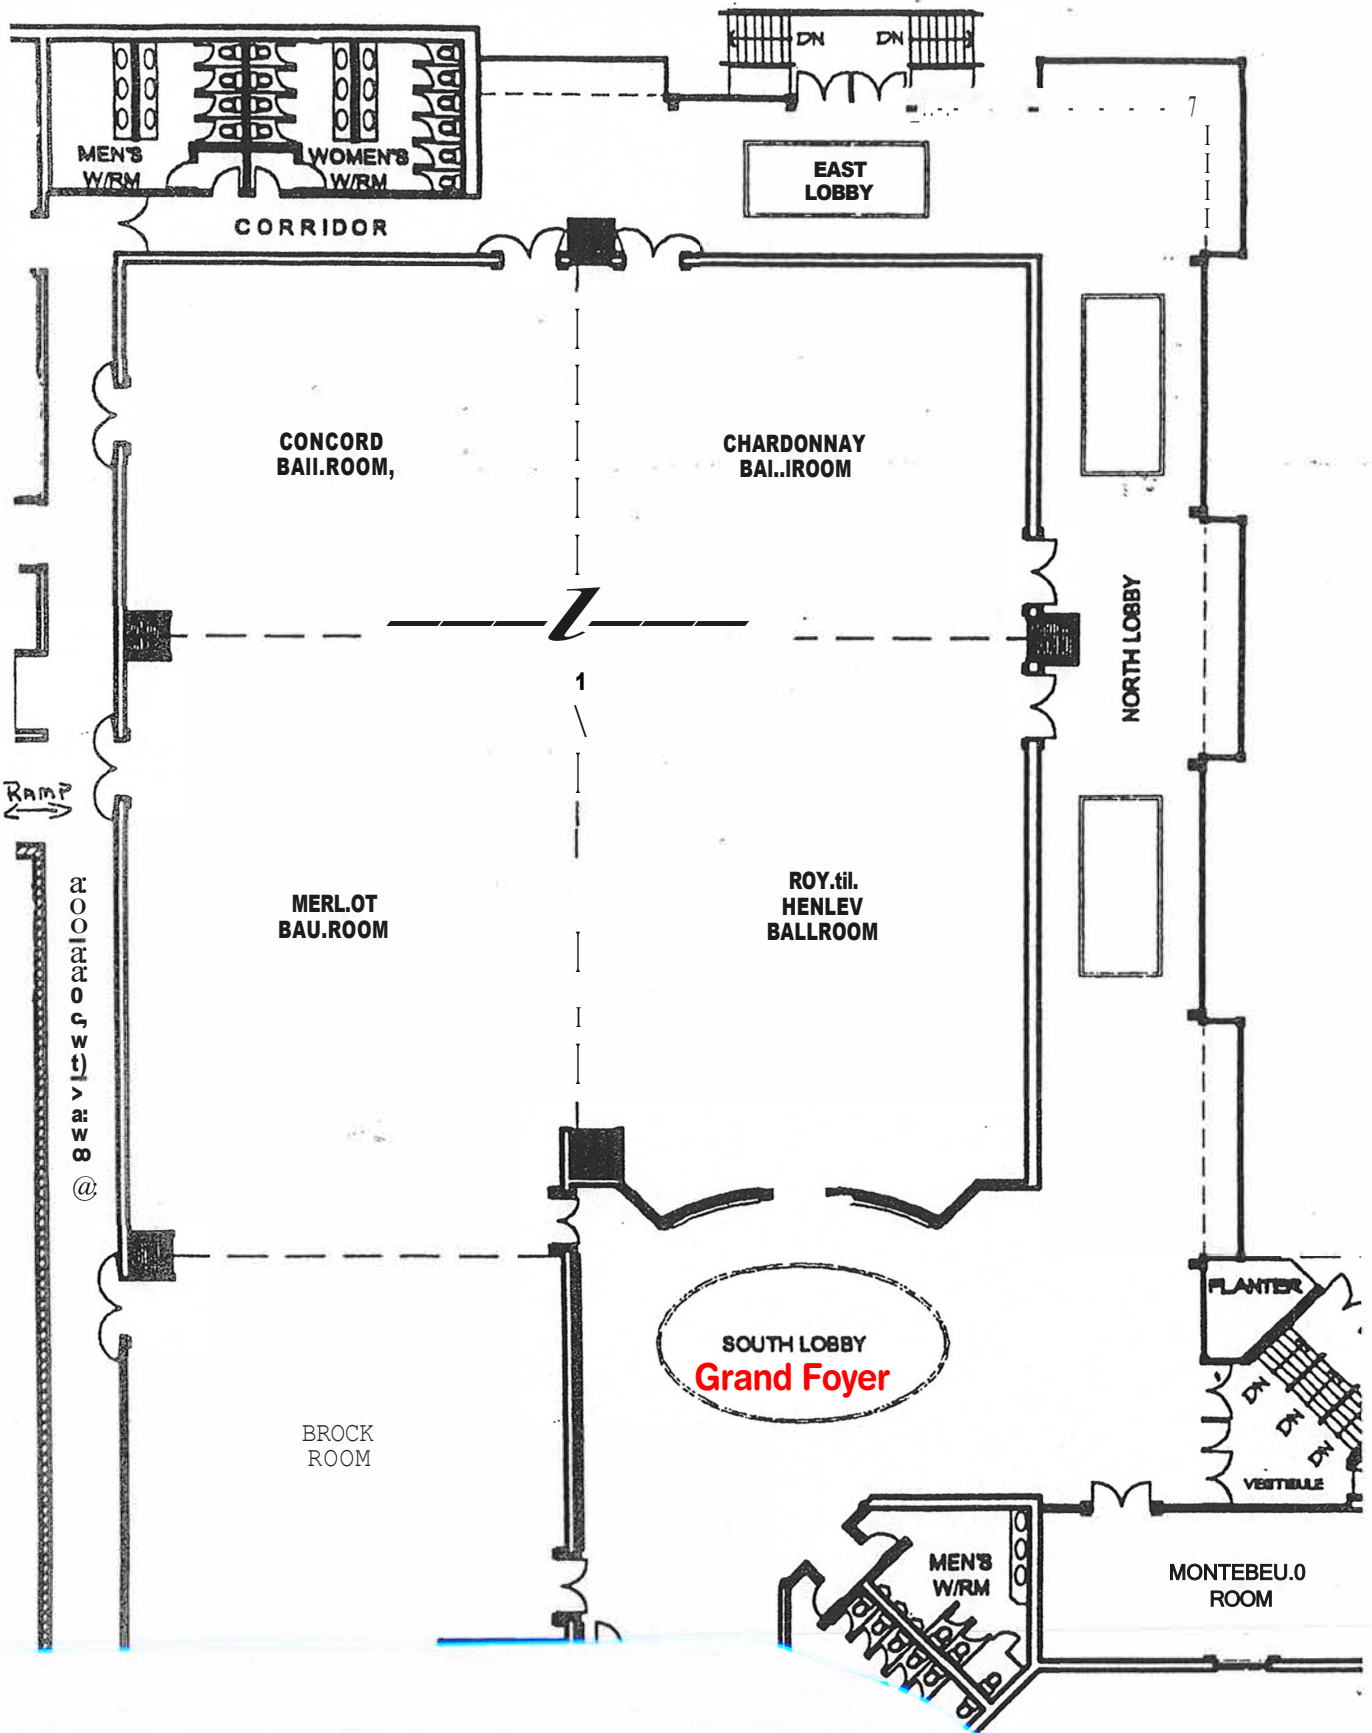 DN DN
7
MEN'S
W/RM
WOMEN'S
W/RM
EAST
LOBBY
CORRIDOR
CONCORD
BAII.ROOM,
CHARDONNAY
BAI..IROOM
NORTH LOBBY
l
1
RAMP
MERL.OT
BAU.ROOM
ROY.til.
HENLEV
BALLROOM
PLANTER
SOUTH LOBBY
Grand Foyer
DN
DN
DN
BROCK
ROOM
VESTIBULE
MEN'S
W/RM
MONTEBEU.0
ROOM